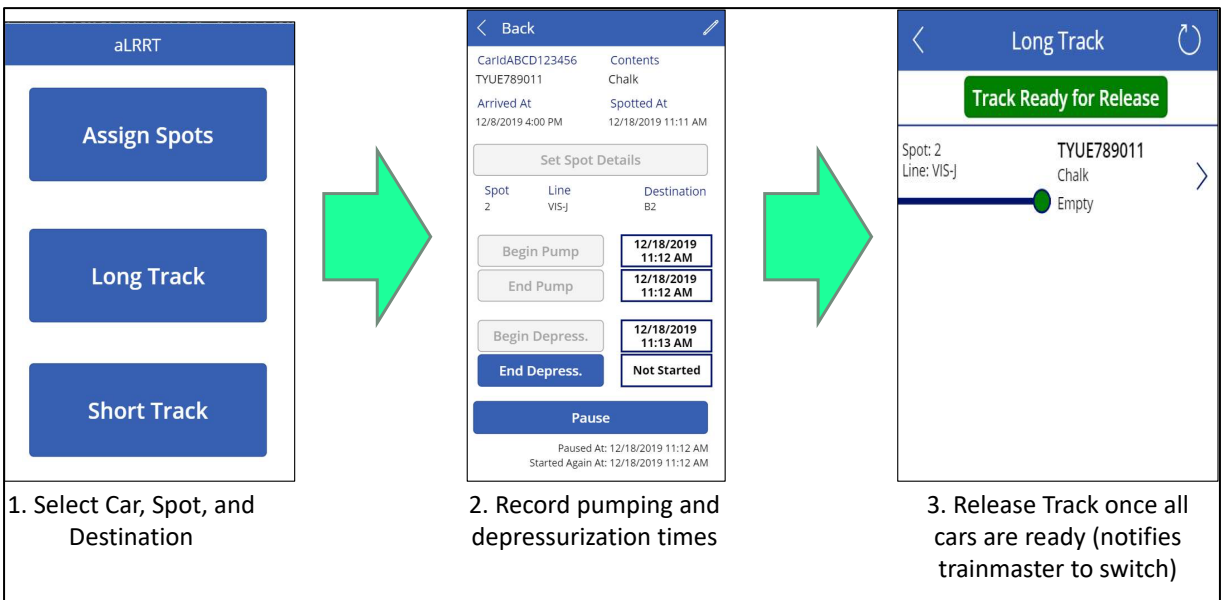 aLRRT
Assign Spots
Long Track
Short Track
1. Select Car, Spot, and
Destination
Back
CarIdABCD123456 Contents
TYUE789011 Chalk
Arrived At Spotted At
12/8/2019 4:00 PM 12/18/2019 11:11 AM
Set Spot Details
Spot Line Destination
2 VIS-J B2
Begin Pump 12/18/2019
11:12 AM
End Pump 12/18/2019
11:12 AM
Begin Depress. 12/18/2019
11:13 AM
End Depress. Not Started
Pause
Paused At: 12/18/2019 11:12 AM
Started Again At: 12/18/2019 11:12 AM
2. Record pumping and
depressurization times
Long Track
Track Ready for Release
Spot: 2 TYUE789011
Line: VIS-J Chalk
Empty
3. Release Track once all
cars are ready (notifies
trainmaster to switch)